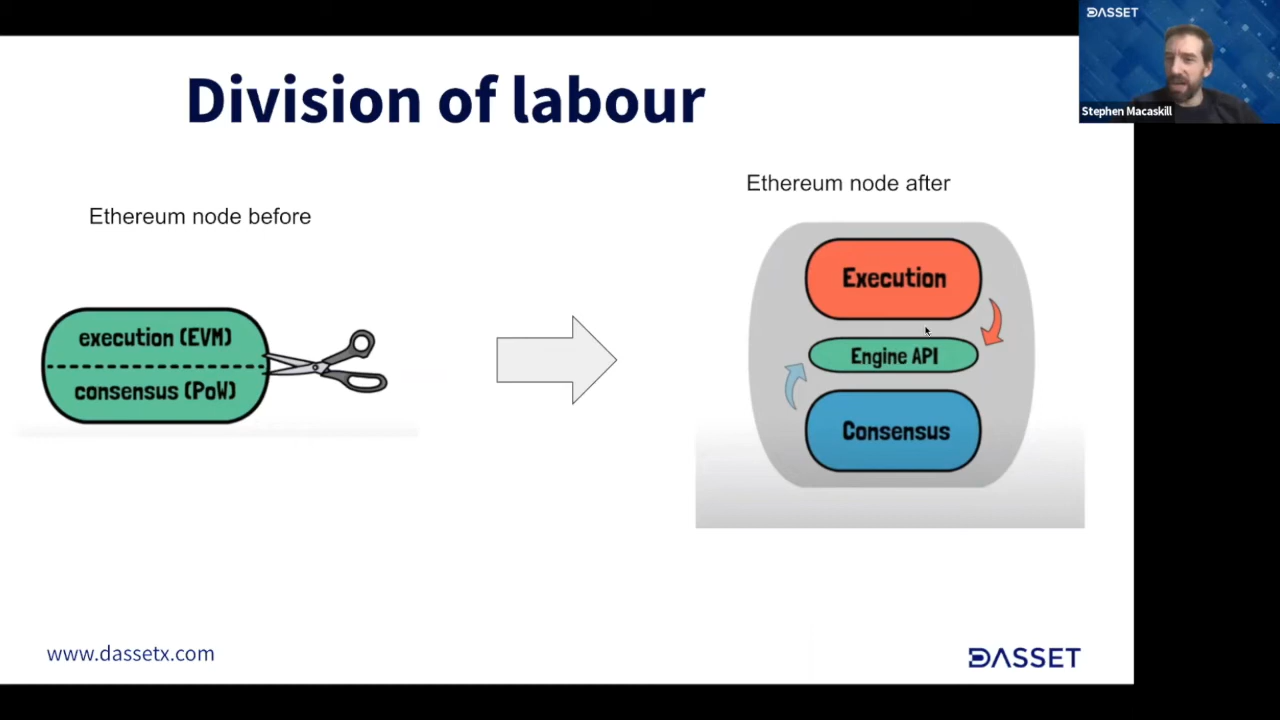 DASSET
Stephen Macaskill
Division of labour
Ethereum node before
execution (EVM)
consensus (PoW)
Ethereum node after
Execution
Engine API
Consensus
www.dassetx.com
DASSET